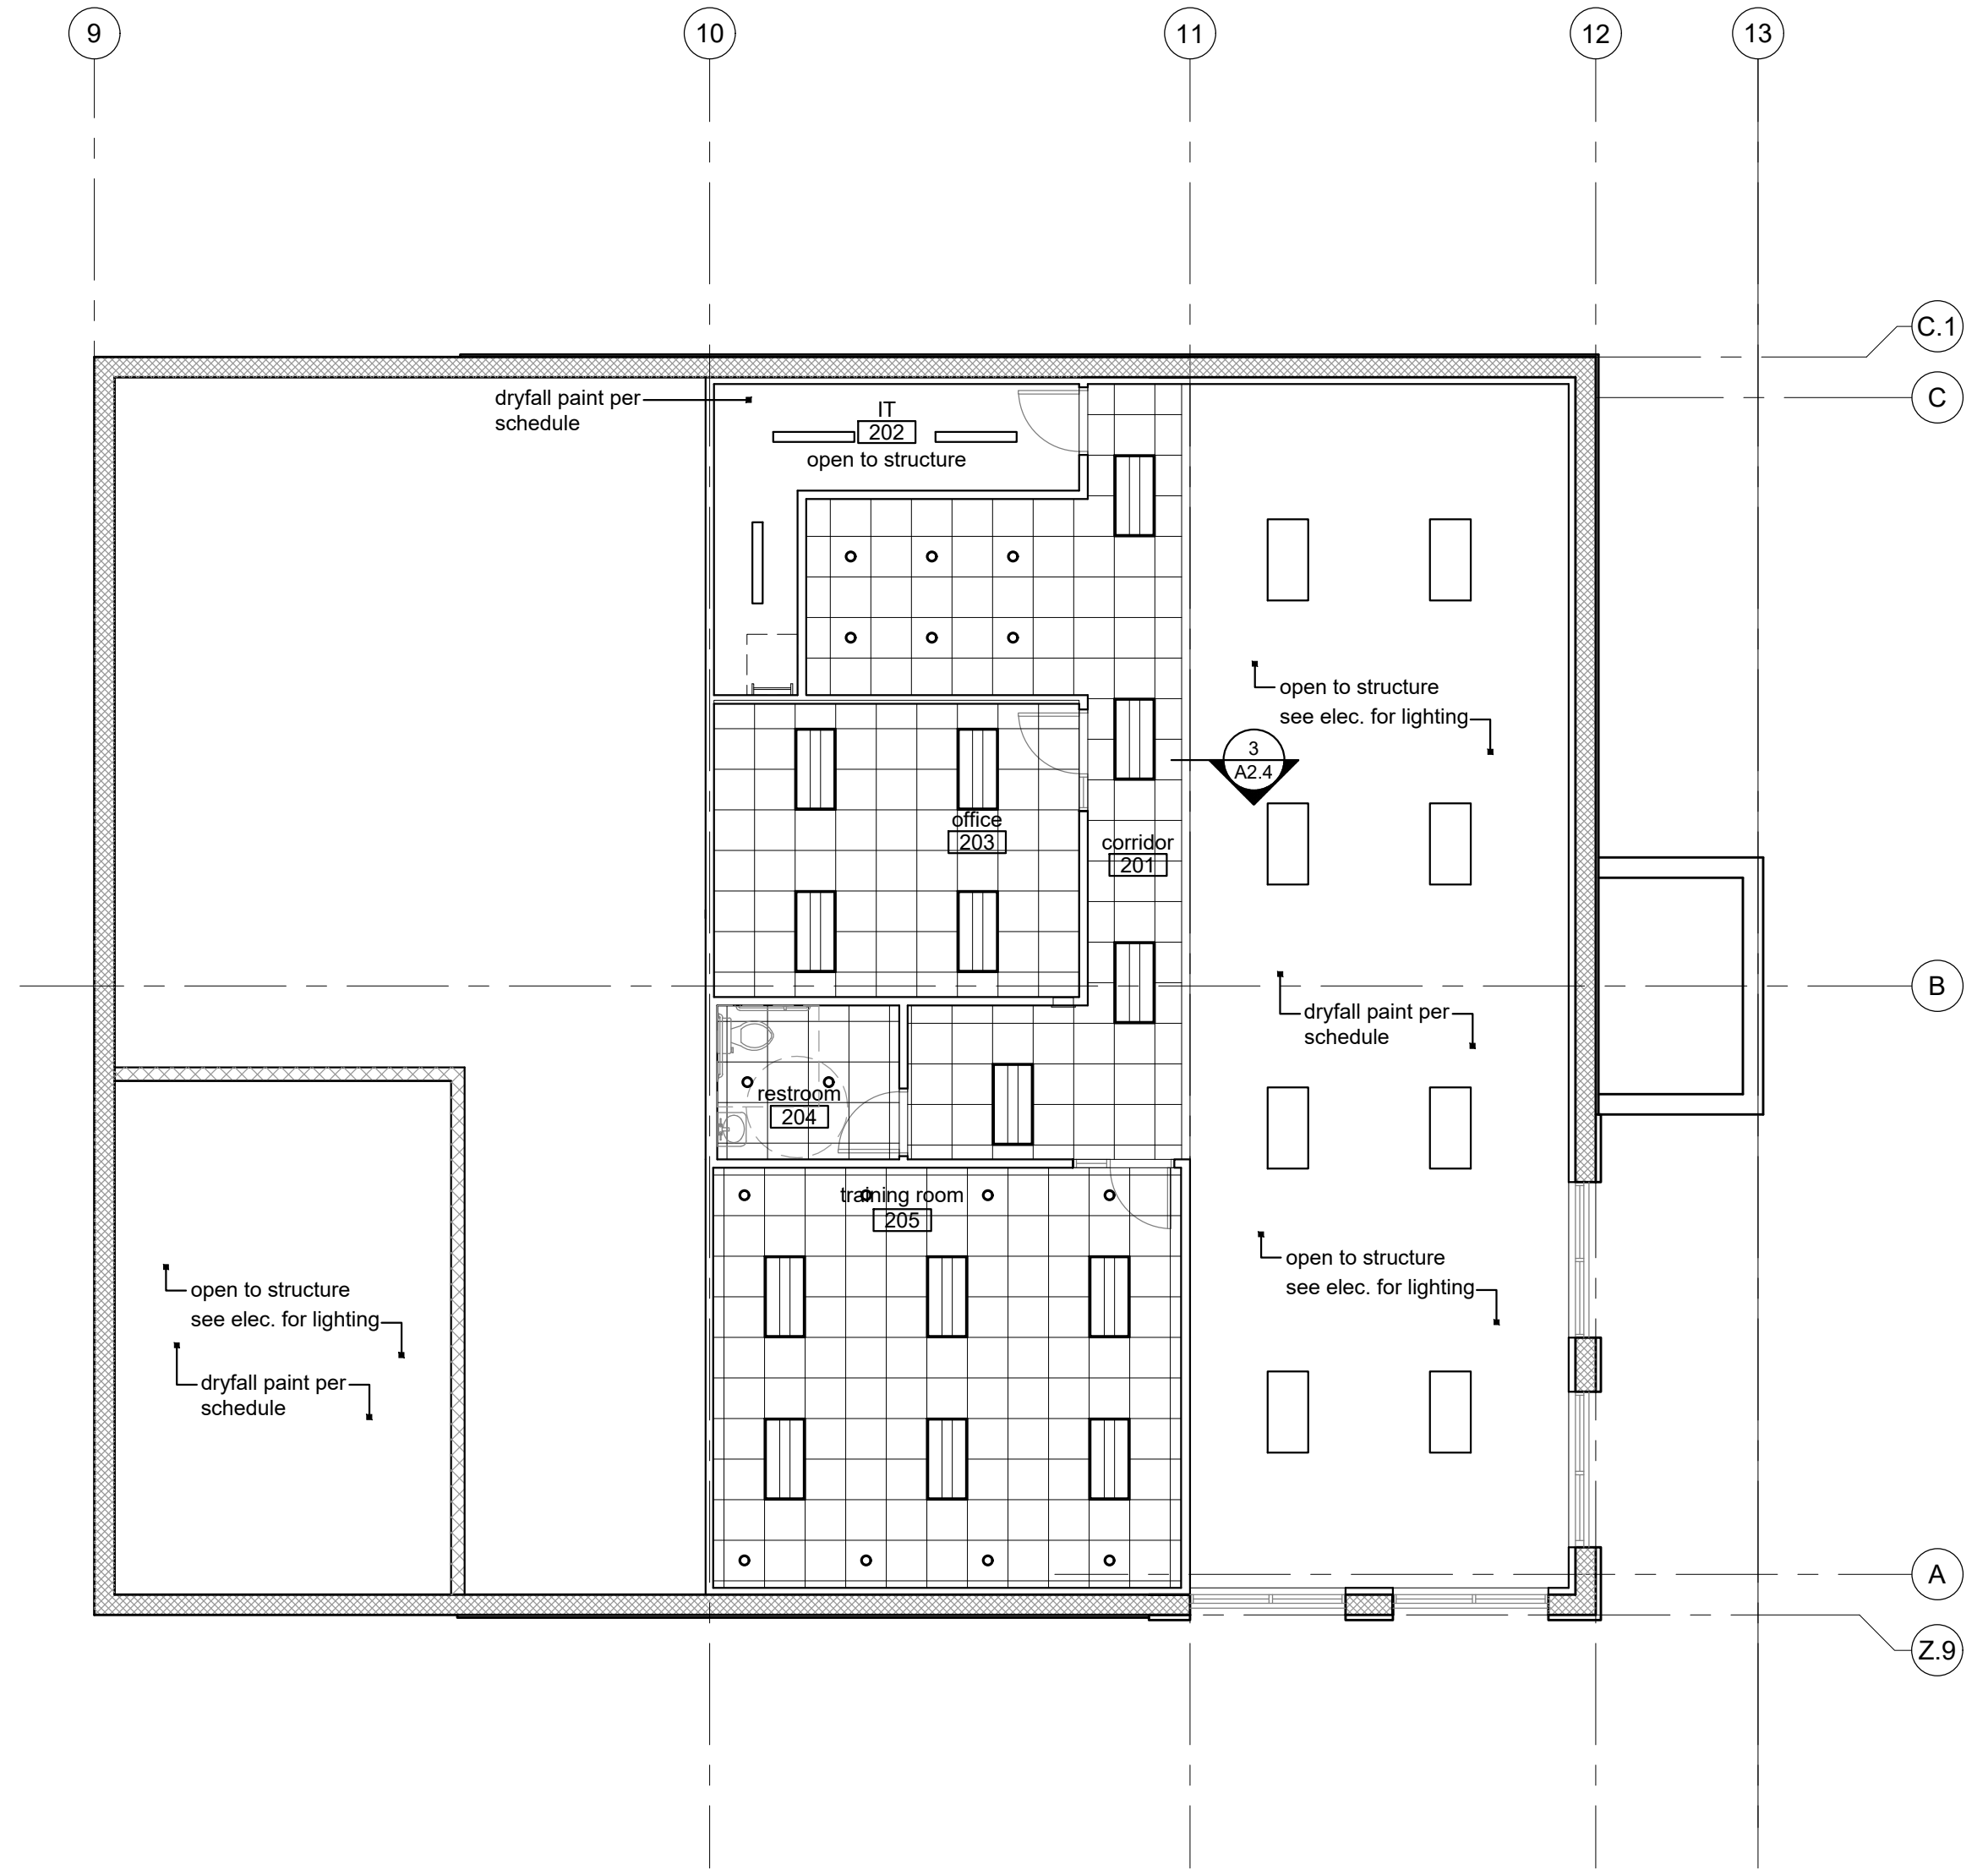 9
10
11
12
13
C.1
C
dryfall paint per
schedule
IT
202
open to structure
open to structure
see elec. for lighting
3
A2.4
office
203
corridor
201
B
dryfall paint per
schedule
restroom
204
training room
205
open to structure
see elec. for lighting
open to structure
see elec. for lighting
dryfall paint per
schedule
A
Z.9